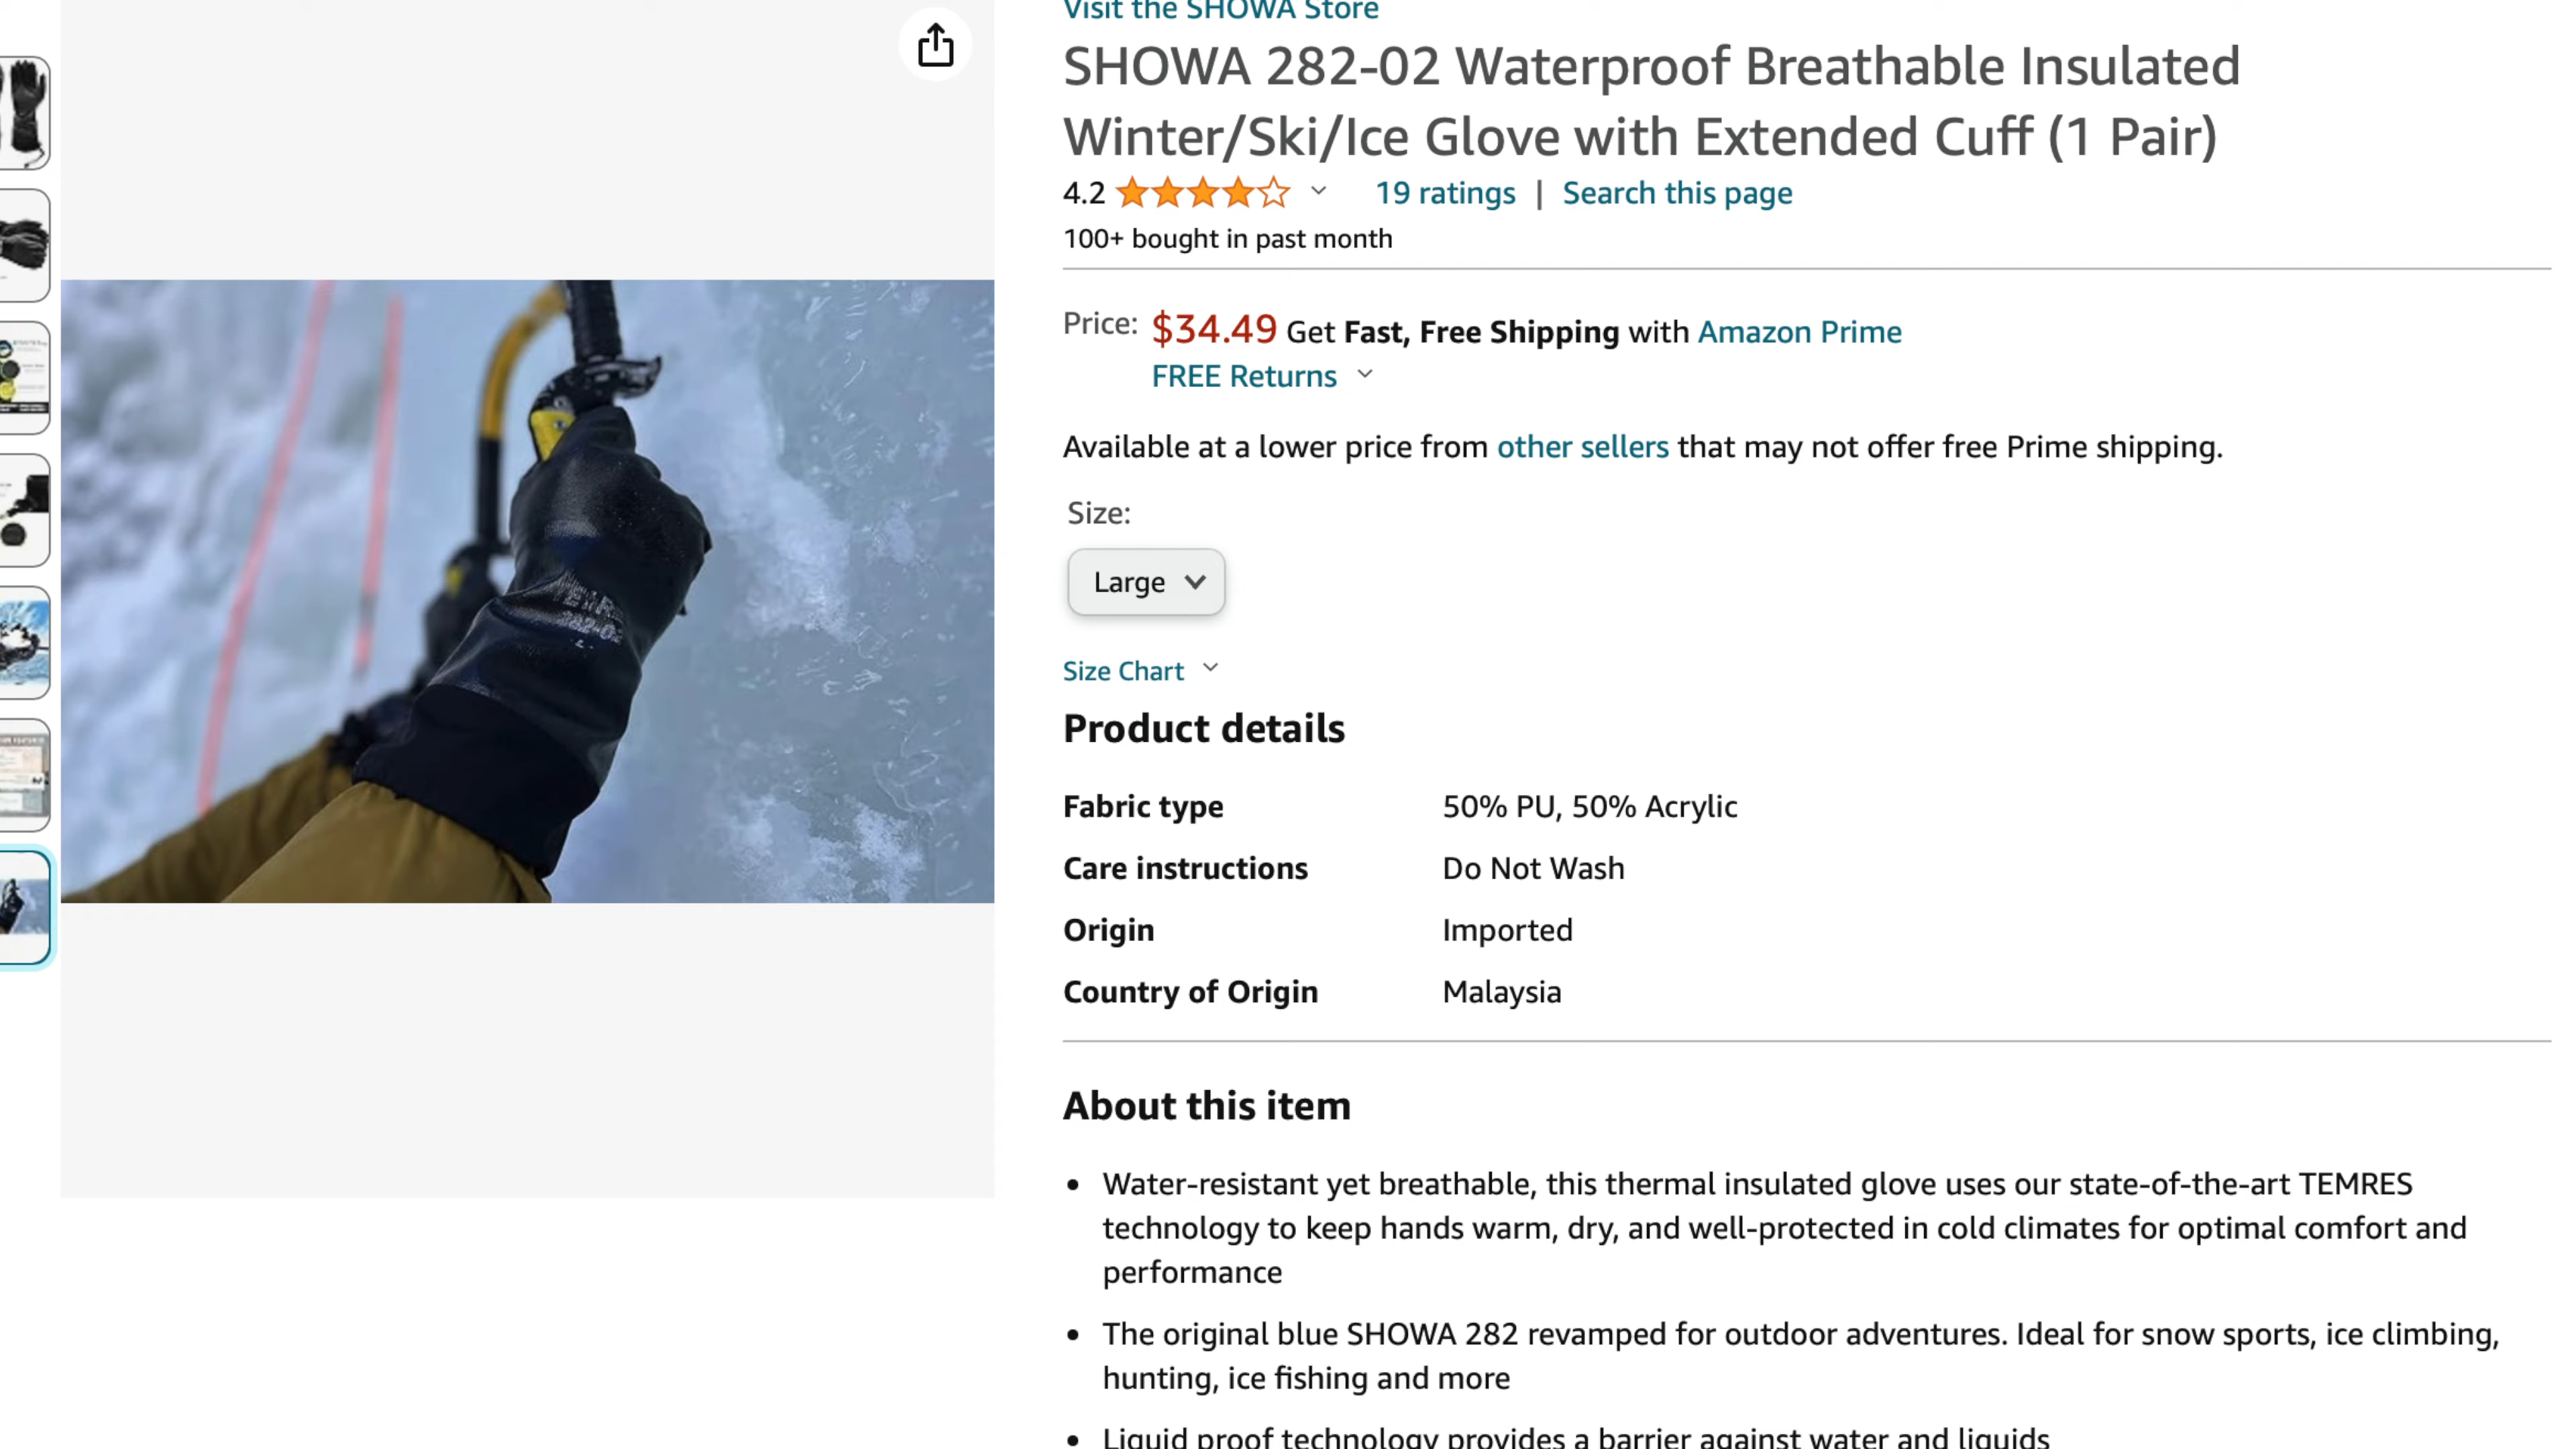 Visit the SHOWA Store
SHOWA 282-02 Waterproof Breathable Insulated
Winter/Ski/Ice Glove with Extended Cuff (1 Pair)
4.2 19 ratings | Search this page
100+ bought in past month
Price: $34.49 Get Fast, Free Shipping with Amazon Prime
FREE Returns
Available at a lower price from other sellers that may not offer free Prime shipping.
Size:
Large
Size Chart
Product details
Fabric type 50% PU, 50% Acrylic
Care instructions Do Not Wash
Origin Imported
Country of Origin Malaysia
About this item
• Water-resistant yet breathable, this thermal insulated glove uses our state-of-the-art TEMRES
technology to keep hands warm, dry, and well-protected in cold climates for optimal comfort and
performance
• The original blue SHOWA 282 revamped for outdoor adventures. Ideal for snow sports, ice climbing,
hunting, ice fishing and more
• Liquid proof technology provides a barrier against water and liquids